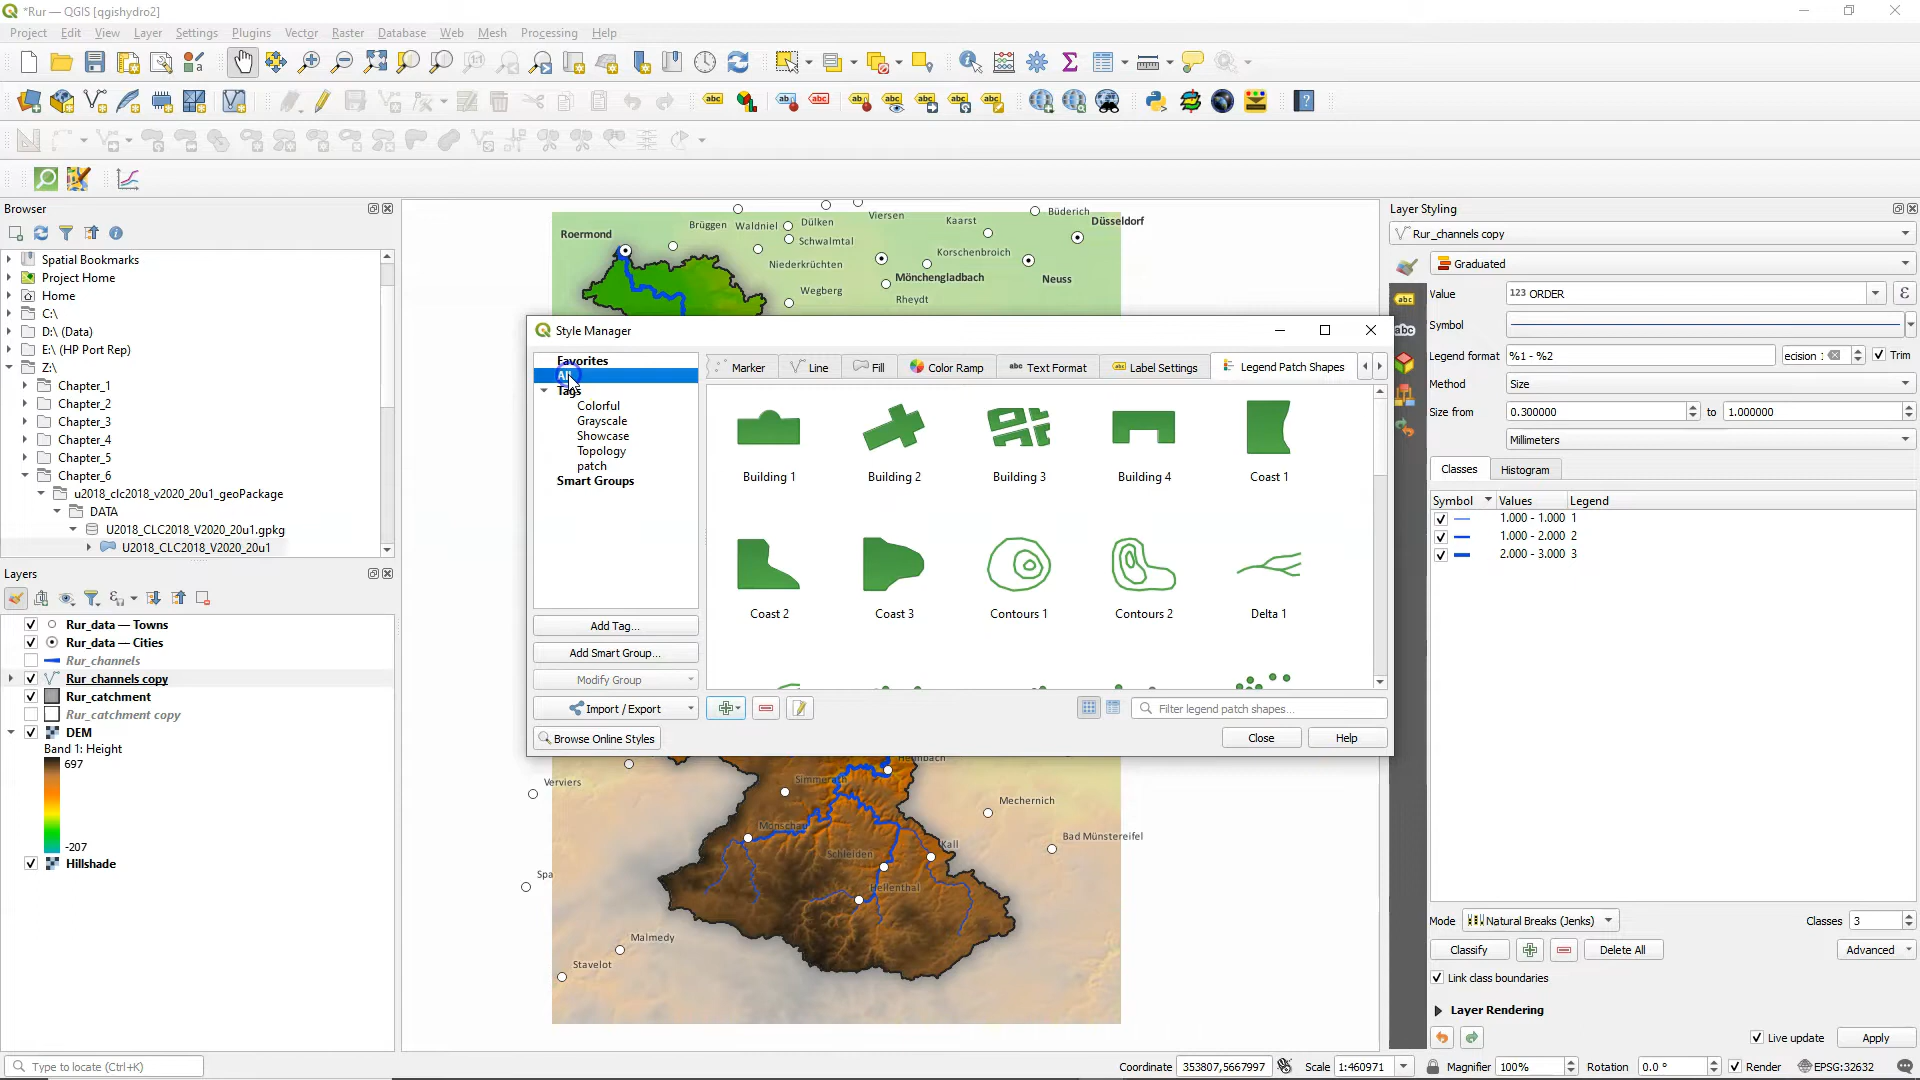 *Rur — QGIS [qgishydro2]
Project Edit View Layer Settings Plugins Vector Raster Database Web Mesh Processing Help
Browser
Spatial Bookmarks
Project Home
Home
C:\
D:\ (Data)
E:\ (HP Port Rep)
Z:\
Chapter_1
Chapter_2
Chapter_3
Chapter_4
Chapter_5
Chapter_6
u2018_clc2018_v2020_20u1_geoPackage
DATA
U2018_CLC2018_V2020_20u1.gpkg
U2018_CLC2018_V2020_20u1
Layers
Rur_data — Towns
Rur_data — Cities
Rur_channels
Rur_channels copy
Rur_catchment
Rur_catchment copy
DEM
Band 1: Height
697
-207
Hillshade
Type to locate (Ctrl+K)
Roermond
Brüggen
Waldniel
Dülken
Viersen
Kaarst
Büderich
Düsseldorf
Schwalmtal
Niederkrüchten
Korschenbroich
Mönchengladbach
Neuss
Wegberg
Rheydt
Style Manager
Favorites
All
Tags
Colorful
Grayscale
Showcase
Topology
patch
Smart Groups
Add Tag...
Add Smart Group...
Modify Group
Import / Export
Browse Online Styles
Marker Line Fill Color Ramp Text Format Label Settings Legend Patch Shapes
Building 1 Building 2 Building 3 Building 4 Coast 1
Coast 2 Coast 3 Contours 1 Contours 2 Delta 1
Filter legend patch shapes...
Close Help
Verviers
Simmerath
Heimbach
Mechernich
Monschau
Bad Münstereifel
Kall
Schleiden
Spa
Hellenthal
Malmedy
Stavelot
Layer Styling
Rur_channels copy
Graduated
Value 123 ORDER
Symbol
Legend format %1 - %2 Trim
Method Size
Size from 0.300000 to 1.000000
Millimeters
Classes Histogram
Symbol Values Legend
1.000 - 1.000 1
1.000 - 2.000 2
2.000 - 3.000 3
Mode Natural Breaks (Jenks) Classes 3
Classify Delete All Advanced
Link class boundaries
Layer Rendering
Live update Apply
Coordinate 353807,5667997 Scale 1:460971 Magnifier 100% Rotation 0.0 ° Render EPSG:32632